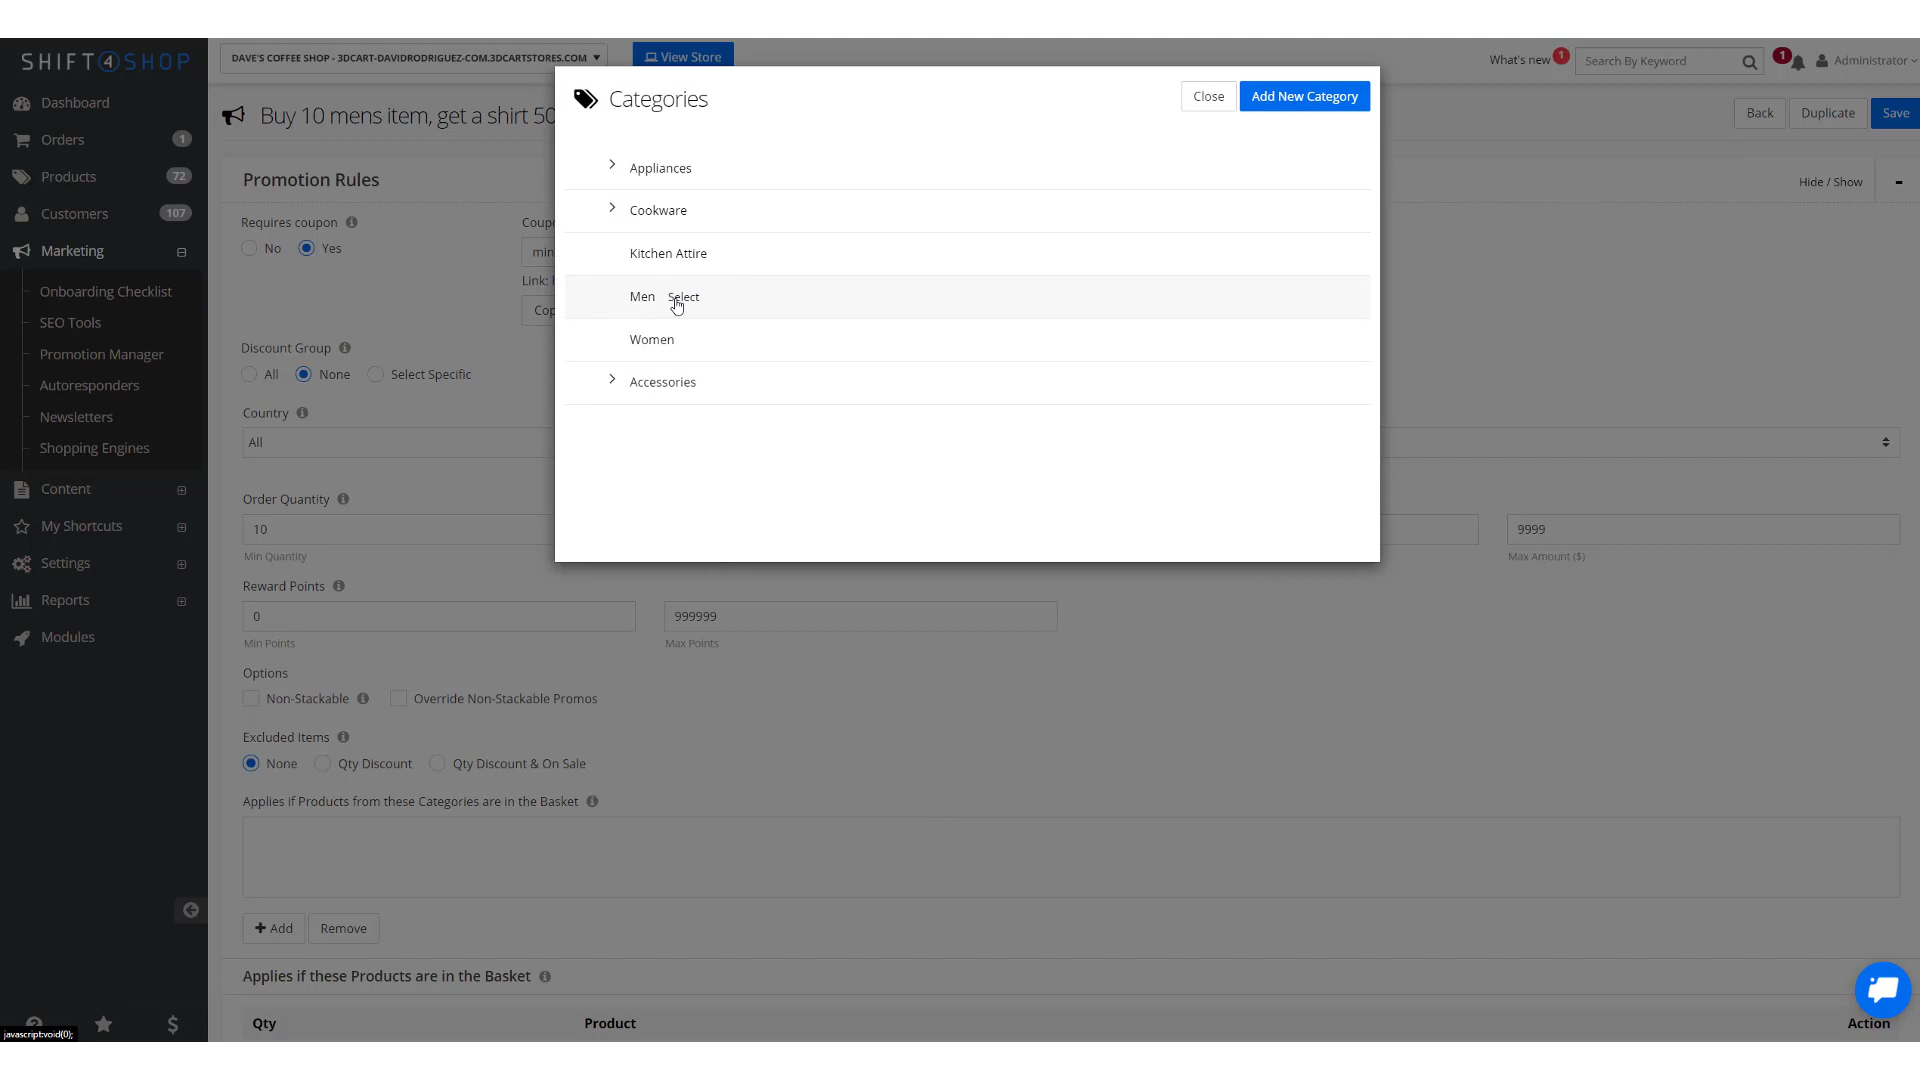 SHIFT4SHOP
DAVE'S COFFEE SHOP - 3DCART-DAVIDRODRIGUEZ-COM.3DCARTSTORES.COM
View Store
What's new 1
Search By Keyword
1
Administrator
Dashboard
Orders 1
Products 72
Customers 107
Marketing
Onboarding Checklist
SEO Tools
Promotion Manager
Autoresponders
Newsletters
Shopping Engines
Content
My Shortcuts
Settings
Reports
Modules
javascript:void(0);
Buy 10 mens item, get a shirt 50
Back
Duplicate
Save
Promotion Rules
Hide / Show
Requires coupon
No Yes
Coupo
min
Link: h
Cop
Discount Group
All None Select Specific
Country
All
Order Quantity
10
Min Quantity
9999
Max Amount ($)
Reward Points
0
Min Points
999999
Max Points
Options
Non-Stackable
Override Non-Stackable Promos
Excluded Items
None Qty Discount Qty Discount & On Sale
Applies if Products from these Categories are in the Basket
Add
Remove
Applies if these Products are in the Basket
Qty Product Action
Categories
Close
Add New Category
Appliances
Cookware
Kitchen Attire
Men Select
Women
Accessories